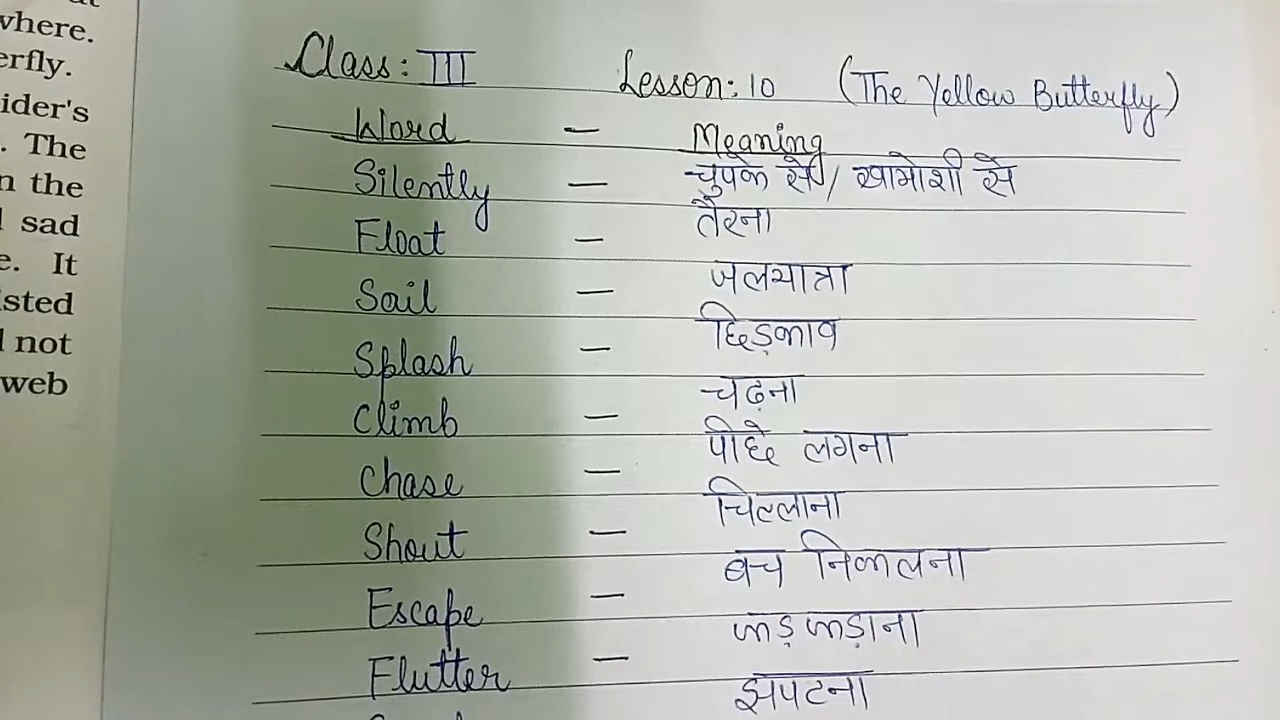 where.
erfly.
ider's
. The
n the
l sad
e. It
isted
l not
web
Class: III Lesson: 10 (The Yellow Butterfly)
Word - Meaning
Silently - चुपके से / खामोशी से
Float - तैरना
Sail - जलयात्रा
Splash - छिड़काव
Climb - चढ़ना
Chase - पीछे लगना
Shout - चिल्लाना
Escape - बच निकलना
Flutter - फड़फड़ाना
झपटना